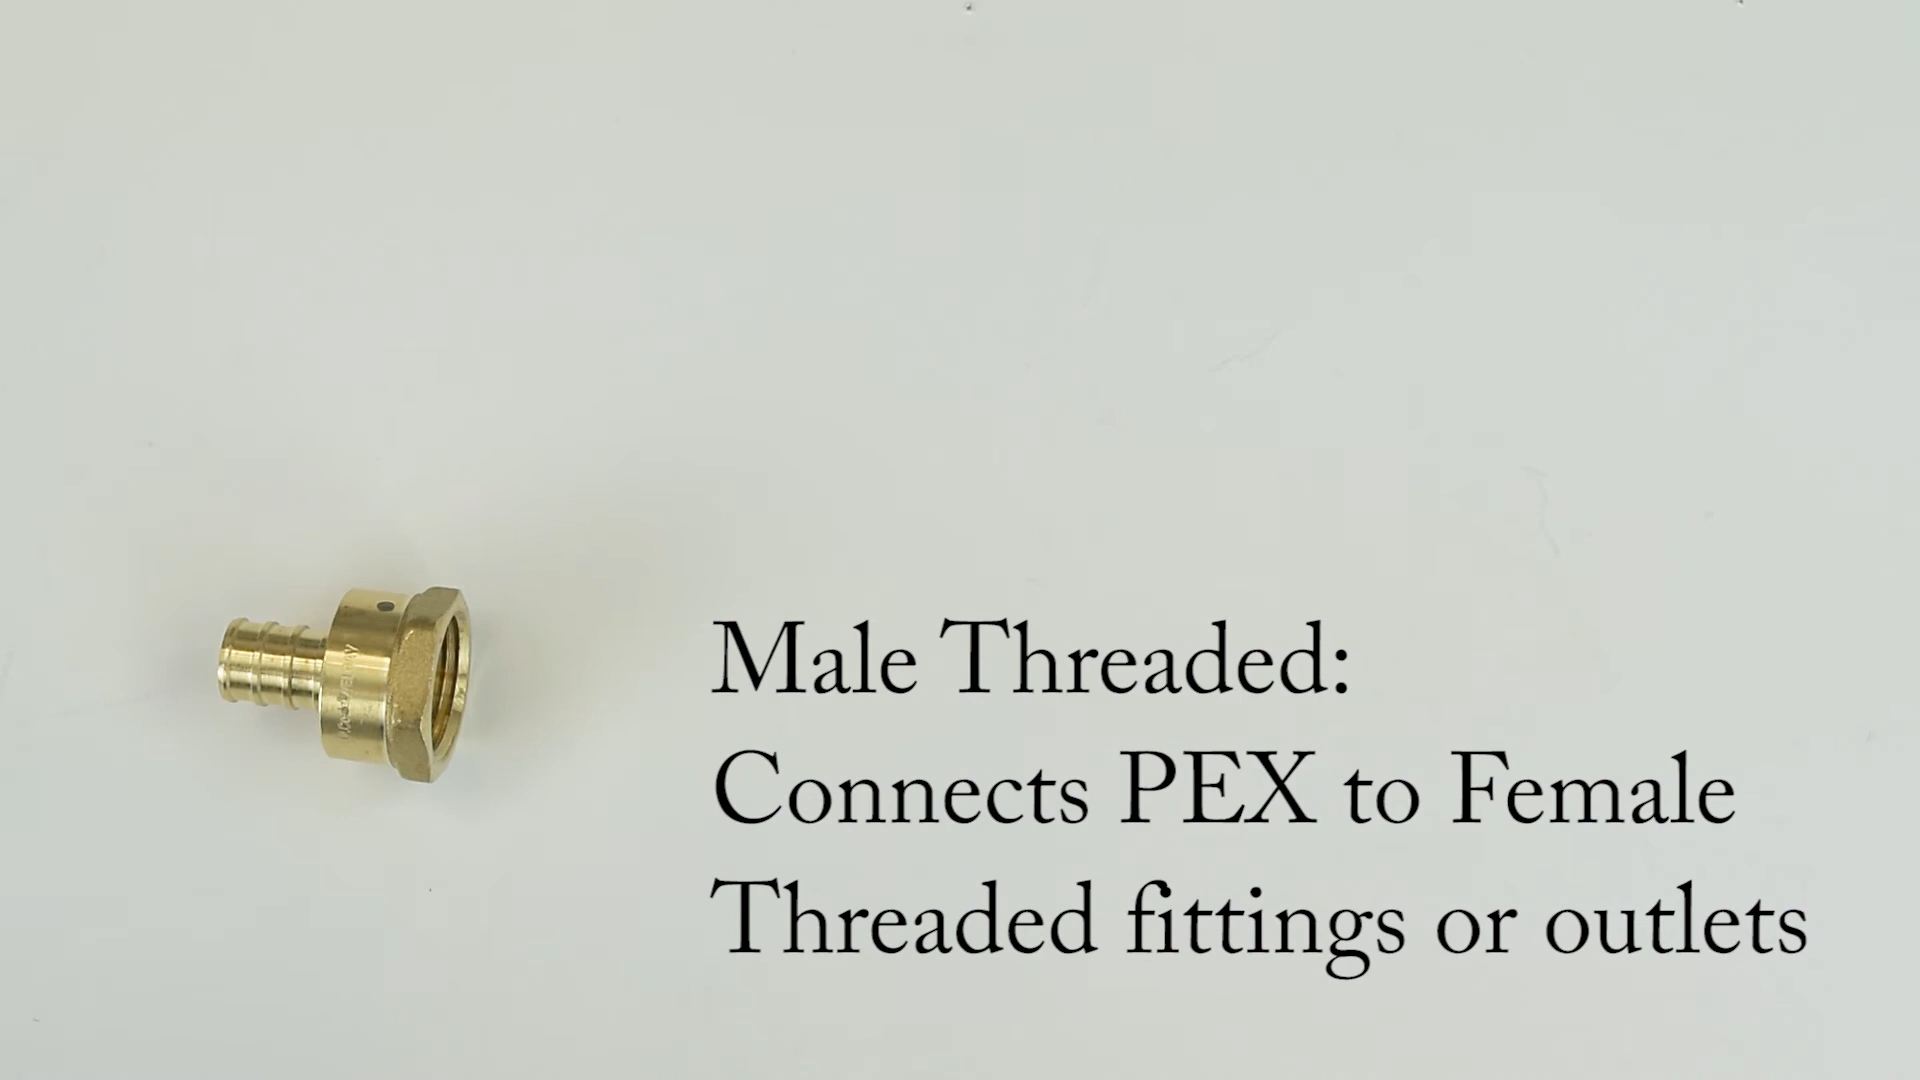 Male Threaded:
Connects PEX to Female
Threaded fittings or outlets